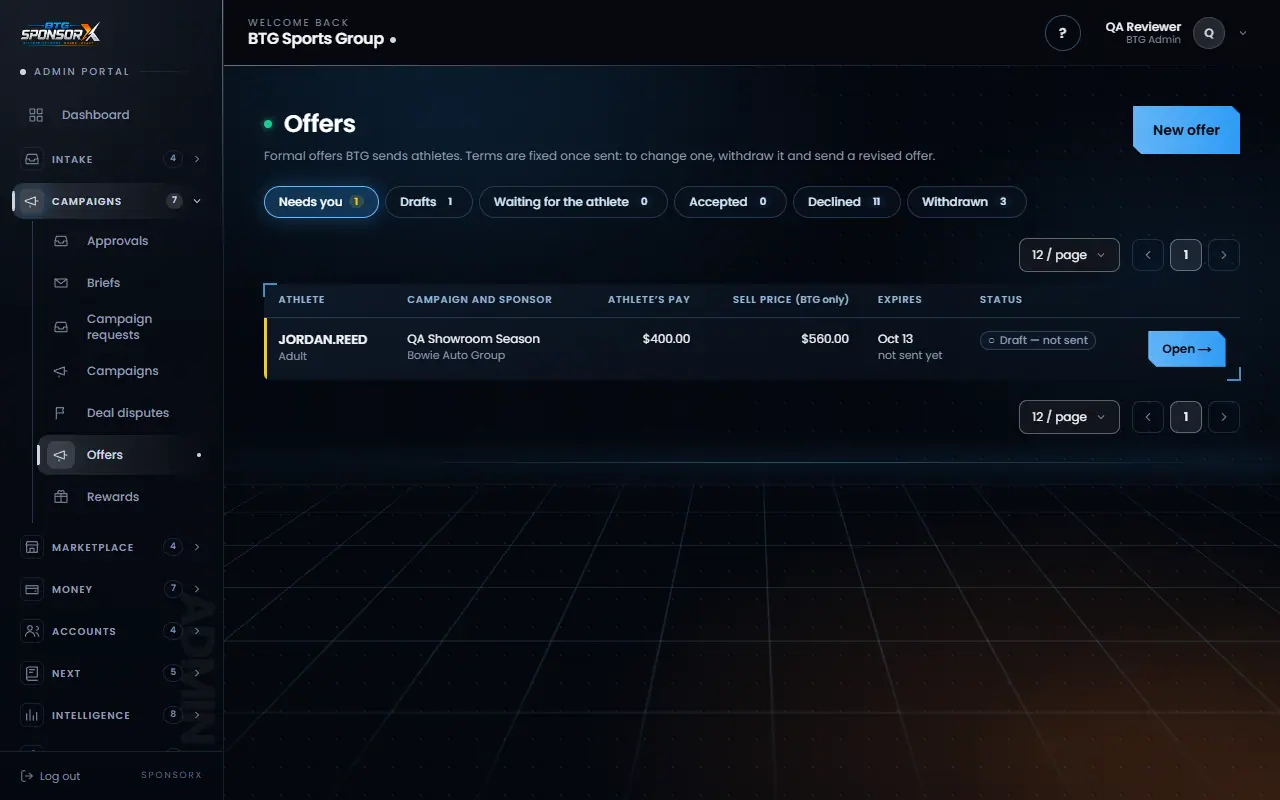 BTG
SPONSORX
ADMIN PORTAL
Dashboard
INTAKE 4
CAMPAIGNS 7
Approvals
Briefs
Campaign
requests
Campaigns
Deal disputes
Offers
Rewards
MARKETPLACE 4
MONEY 7
ACCOUNTS 4
NEXT 5
INTELLIGENCE 8
ADMIN
Log out SPONSORX
WELCOME BACK
BTG Sports Group
?
QA Reviewer
BTG Admin
Q
Offers
New offer
Formal offers BTG sends athletes. Terms are fixed once sent: to change one, withdraw it and send a revised offer.
Needs you 1 Drafts 1 Waiting for the athlete 0 Accepted 0 Declined 11 Withdrawn 3
12 / page 1
ATHLETE CAMPAIGN AND SPONSOR ATHLETE'S PAY SELL PRICE (BTG only) EXPIRES STATUS
JORDAN.REED QA Showroom Season $400.00 $560.00 Oct 13 ○ Draft — not sent Open →
Adult Bowie Auto Group not sent yet
12 / page 1